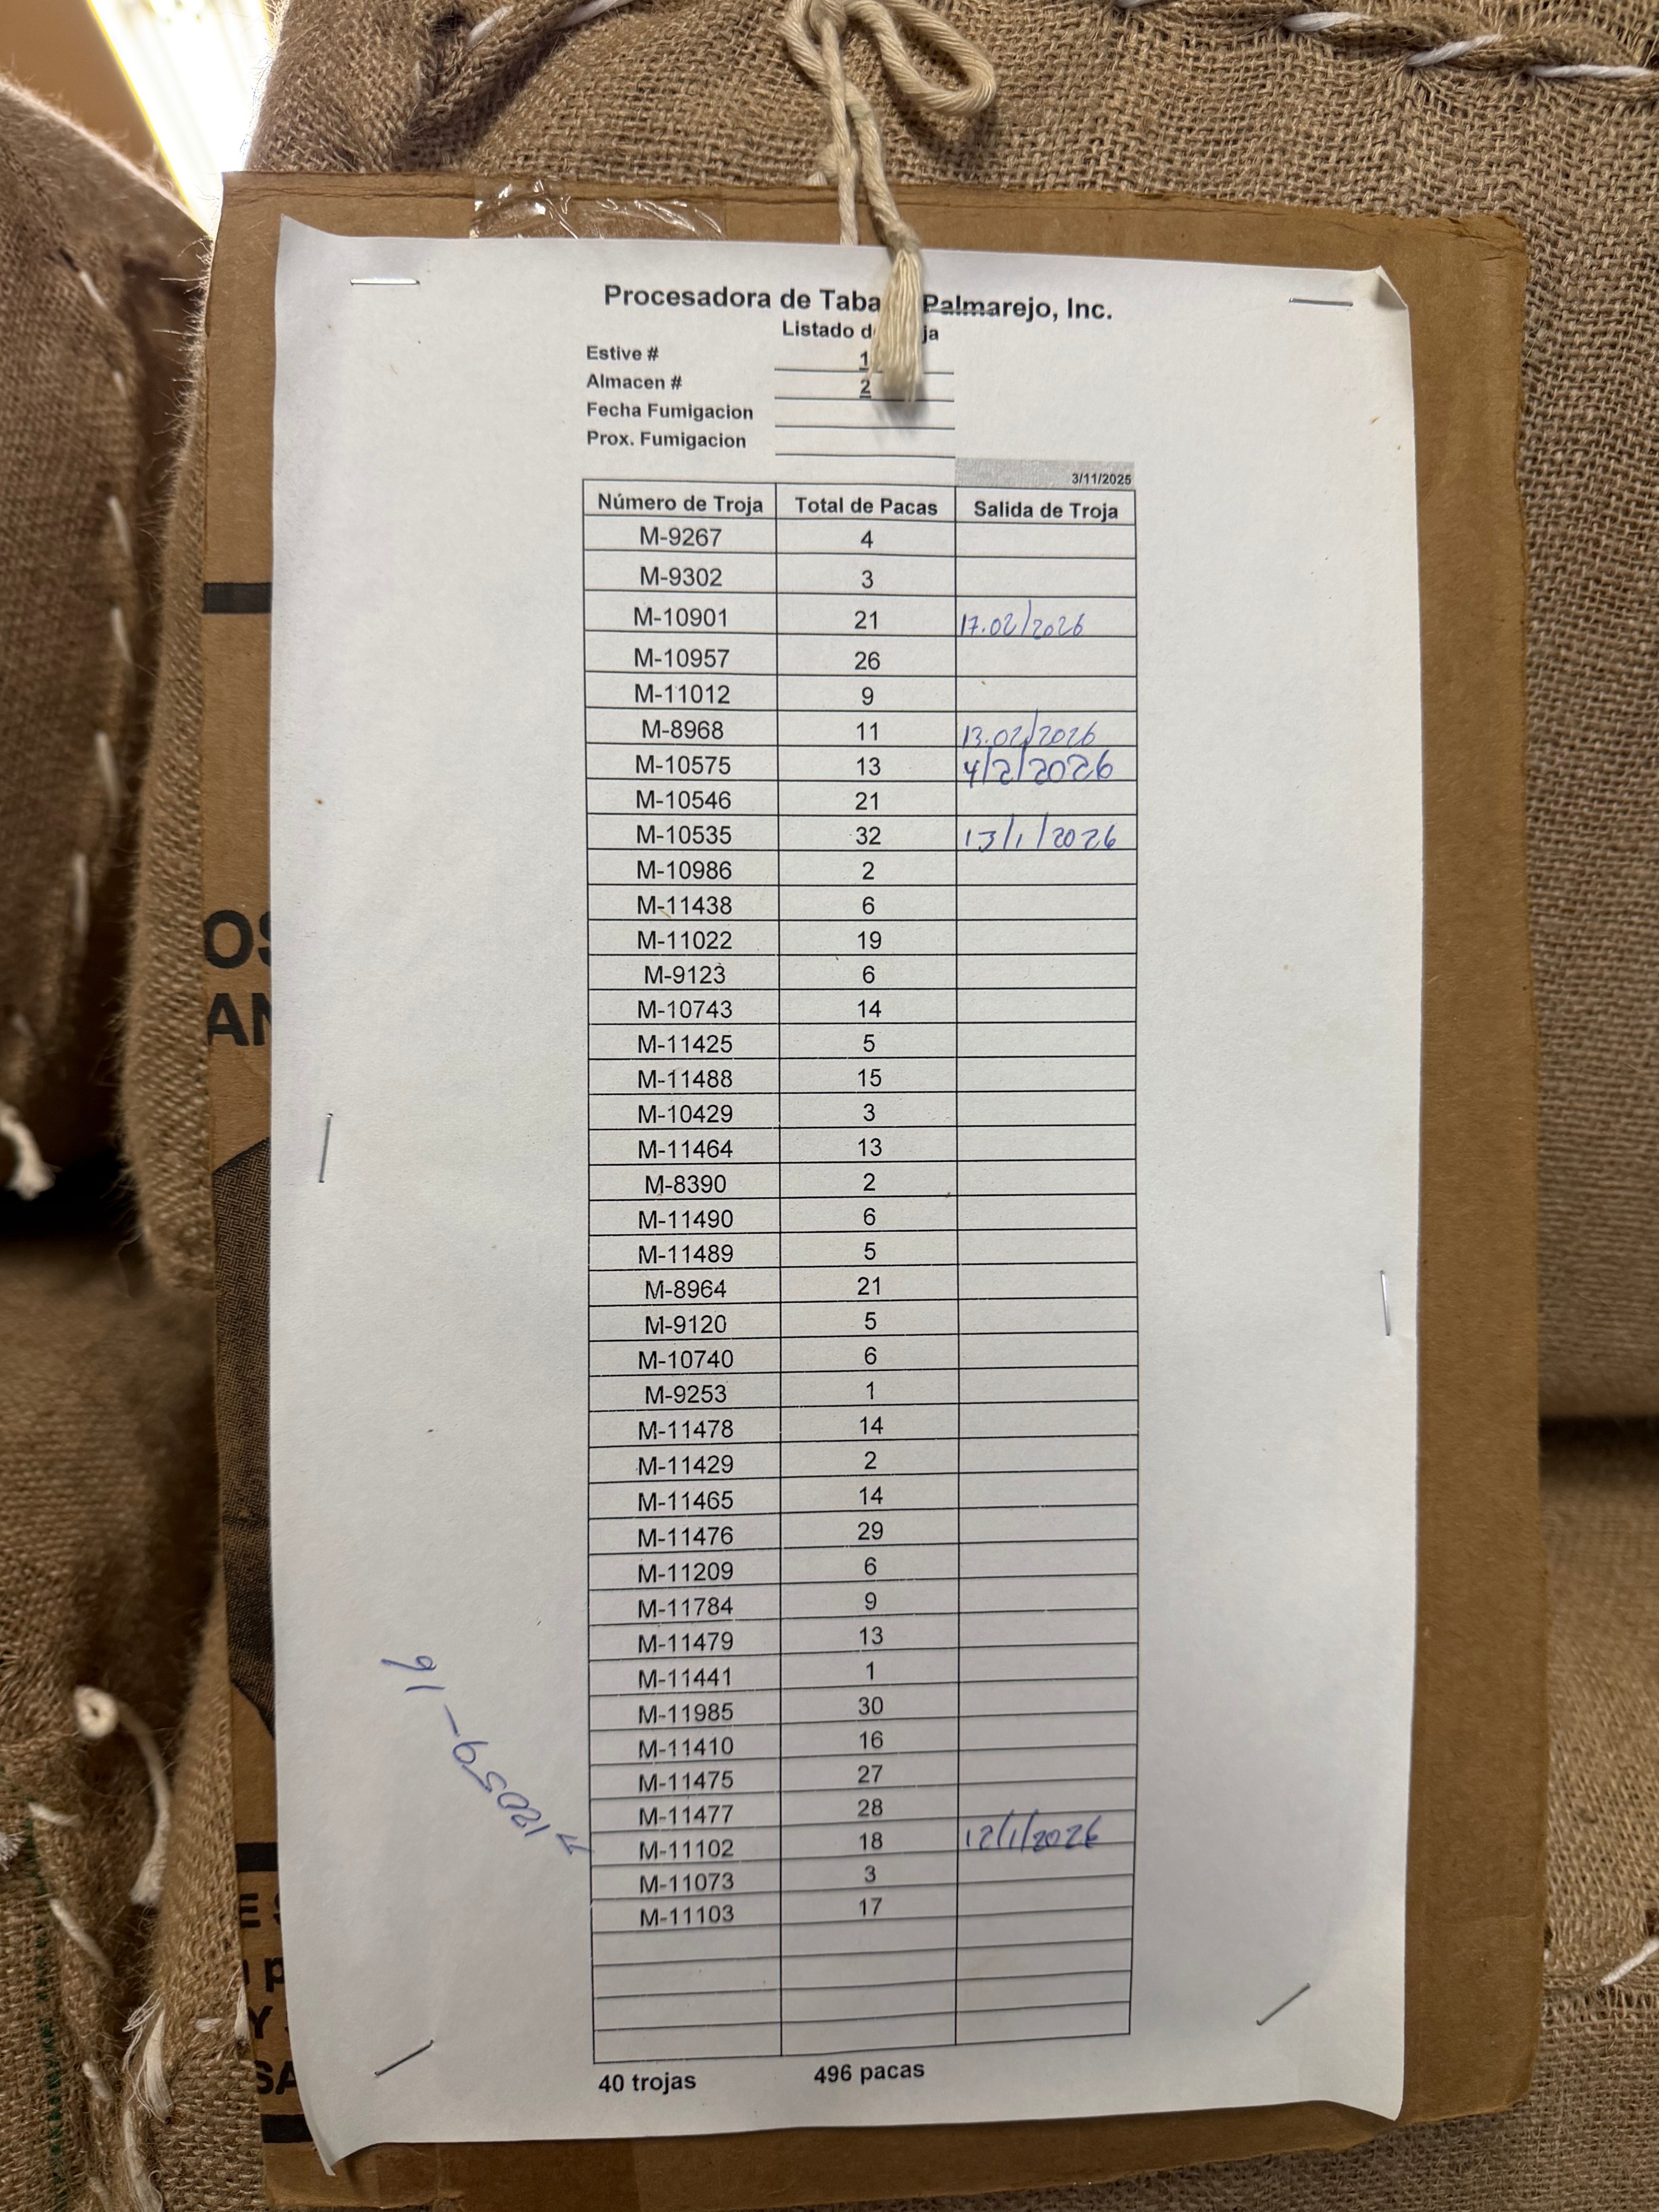 Procesadora de Taba Palmarejo, Inc.
Listado d ja
Estive # 1
Almacen # 2
Fecha Fumigacion
Prox. Fumigacion
3/11/2025
Número de Troja Total de Pacas Salida de Troja
M-9267 4
M-9302 3
M-10901 21 17.02/2026
M-10957 26
M-11012 9
M-8968 11 13.02/2026
M-10575 13 4/2/2026
M-10546 21
M-10535 32 13/1/2026
M-10986 2
M-11438 6
M-11022 19
M-9123 6
M-10743 14
M-11425 5
M-11488 15
M-10429 3
M-11464 13
M-8390 2
M-11490 6
M-11489 5
M-8964 21
M-9120 5
M-10740 6
M-9253 1
M-11478 14
M-11429 2
M-11465 14
M-11476 29
M-11209 6
M-11784 9
M-11479 13
M-11441 1
M-11985 30
M-11410 16
M-11475 27
M-11477 28
M-11102 18 12/1/2026
M-11073 3
M-11103 17
40 trojas 496 pacas
12059-16
OS
AN
E S
P
Y
SA